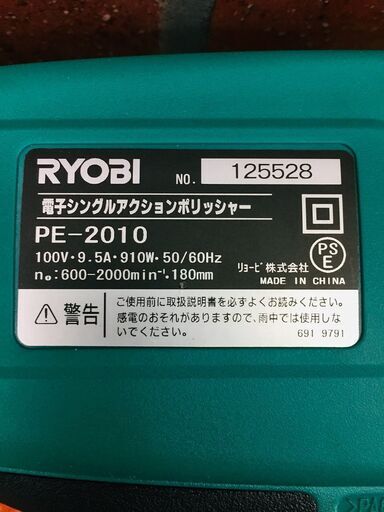 RYOBI NO. 125528
電子シングルアクションポリッシャー
PE-2010
100V・9.5A・910W・50/60Hz
n₀:600-2000min⁻¹・180mm
PS
E
リョービ株式会社
MADE IN CHINA
警告
ご使用前に取扱説明書を必ずよくお読みください。
感電のおそれがありますので、雨中では使用しな
いでください。
691 9791